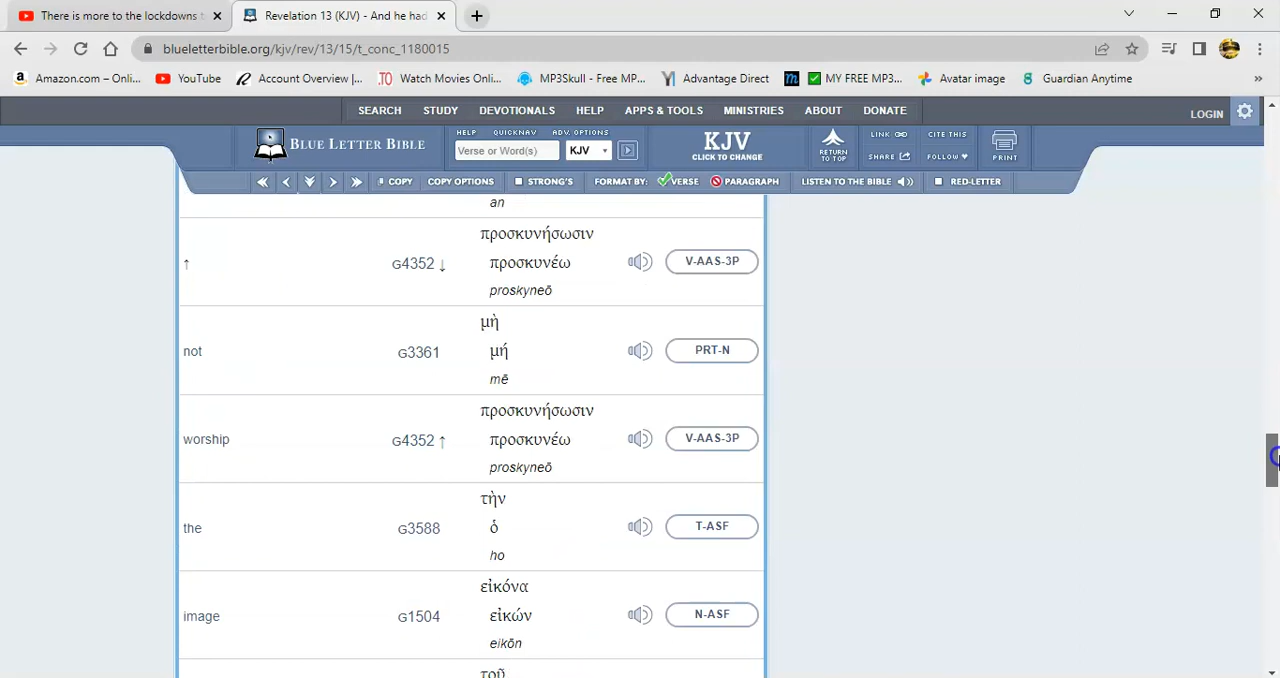 There is more to the lockdowns t
Revelation 13 (KJV) - And he had
blueletterbible.org/kjv/rev/13/15/t_conc_1180015
Amazon.com – Onli... YouTube Account Overview |... TO Watch Movies Onlin... MP3Skull - Free MP... Advantage Direct MY FREE MP3... Avatar image Guardian Anytime »
SEARCH STUDY DEVOTIONALS HELP APPS & TOOLS MINISTRIES ABOUT DONATE LOGIN
BLUE LETTER BIBLE
HELP QUICKNAV ADV. OPTIONS
Verse or Word(s) KJV
KJV
CLICK TO CHANGE
RETURN
TO TOP
LINK CITE THIS
SHARE FOLLOW
PRINT
COPY COPY OPTIONS STRONG'S FORMAT BY: VERSE PARAGRAPH LISTEN TO THE BIBLE RED-LETTER
an
προσκυνήσωσιν
↑ G4352 ↓ προσκυνέω V-AAS-3P
proskyneō
μὴ
not G3361 μή PRT-N
mē
προσκυνήσωσιν
worship G4352 ↑ προσκυνέω V-AAS-3P
proskyneō
τὴν
the G3588 ὁ T-ASF
ho
εἰκόνα
image G1504 εἰκών N-ASF
eikōn
τοῦ